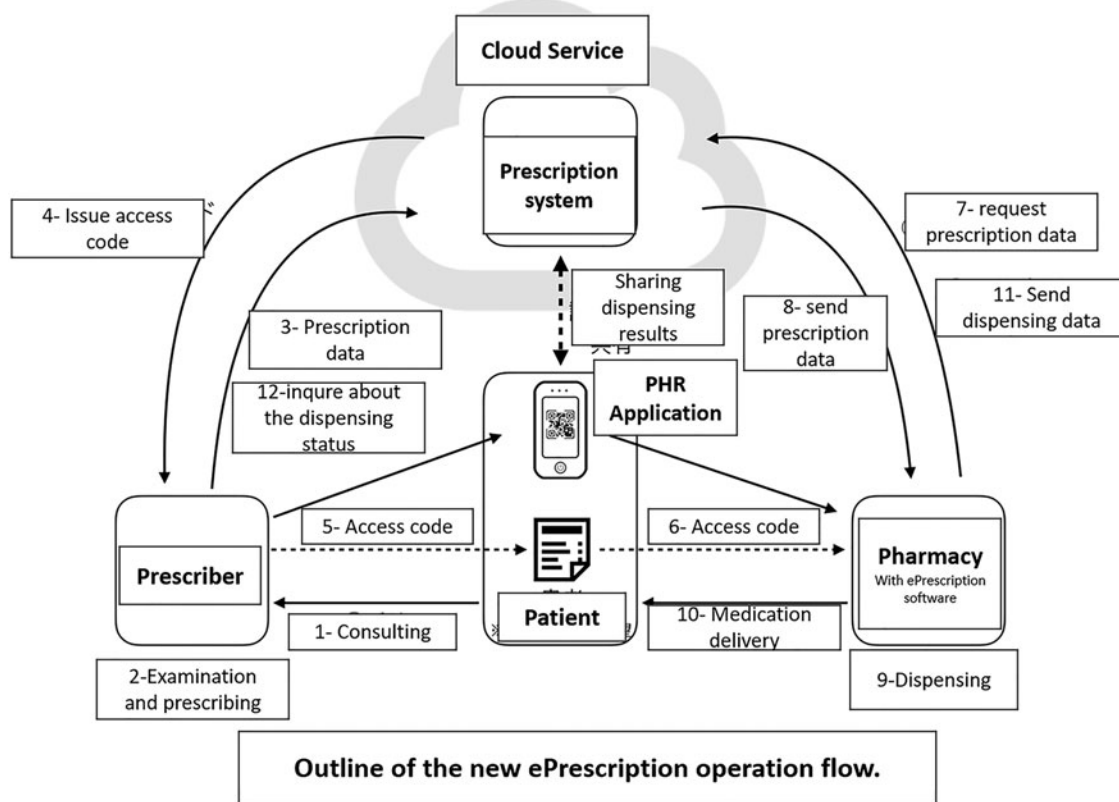 Cloud Service
Prescription
system
4- Issue access
code
7- request
prescription data
Sharing
dispensing
results
11- Send
dispensing data
8- send
prescription
data
3- Prescription
data
共有
PHR
Application
12-inqure about
the dispensing
status
5- Access code
6- Access code
Prescriber
Pharmacy
With ePrescription
software
Patient
1- Consulting
10- Medication
delivery
2-Examination
and prescribing
9-Dispensing
Outline of the new ePrescription operation flow.